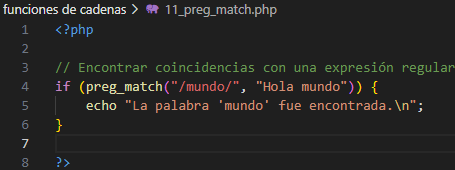 funciones de cadenas > 11_preg_match.php
1 <?php
2
3 // Encontrar coincidencias con una expresión regular
4 if (preg_match("/mundo/", "Hola mundo")) {
5     echo "La palabra 'mundo' fue encontrada.\n";
6 }
7
8 ?>